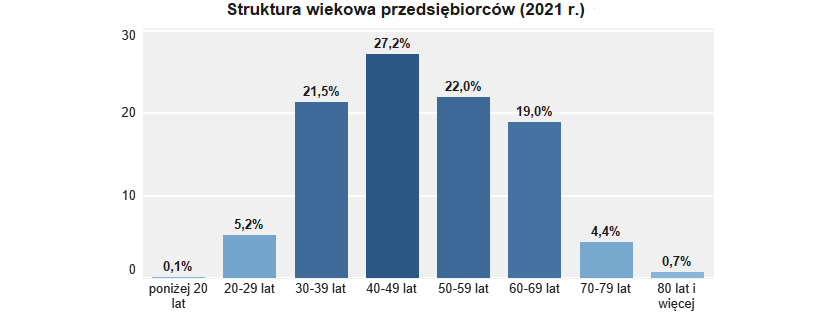 Struktura wiekowa przedsiębiorców (2021 r.)
30
27,2%
21,5%
22,0%
19,0%
20
10
5,2%
4,4%
0,1%
0,7%
0
poniżej 20 lat
20-29 lat
30-39 lat
40-49 lat
50-59 lat
60-69 lat
70-79 lat
80 lat i więcej